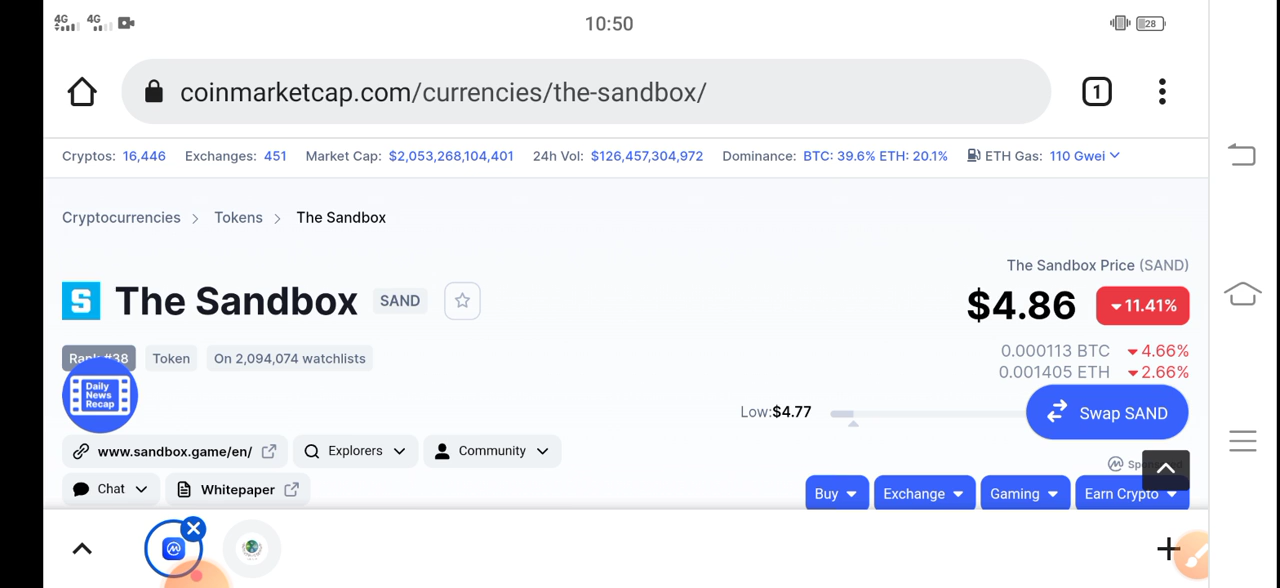 4G 4G 10:50 28
coinmarketcap.com/currencies/the-sandbox/ 1
Cryptos: 16,446 Exchanges: 451 Market Cap: $2,053,268,104,401 24h Vol: $126,457,304,972 Dominance: BTC: 39.6% ETH: 20.1% ETH Gas: 110 Gwei
Cryptocurrencies > Tokens > The Sandbox
The Sandbox Price (SAND)
S The Sandbox SAND $4.86 11.41%
0.000113 BTC 4.66%
Rank #38 Token On 2,094,074 watchlists
0.001405 ETH 2.66%
Daily
News
Recap
Low:$4.77 Swap SAND
www.sandbox.game/en/ Explorers Community
Chat Whitepaper
Buy Exchange Gaming Earn Crypto